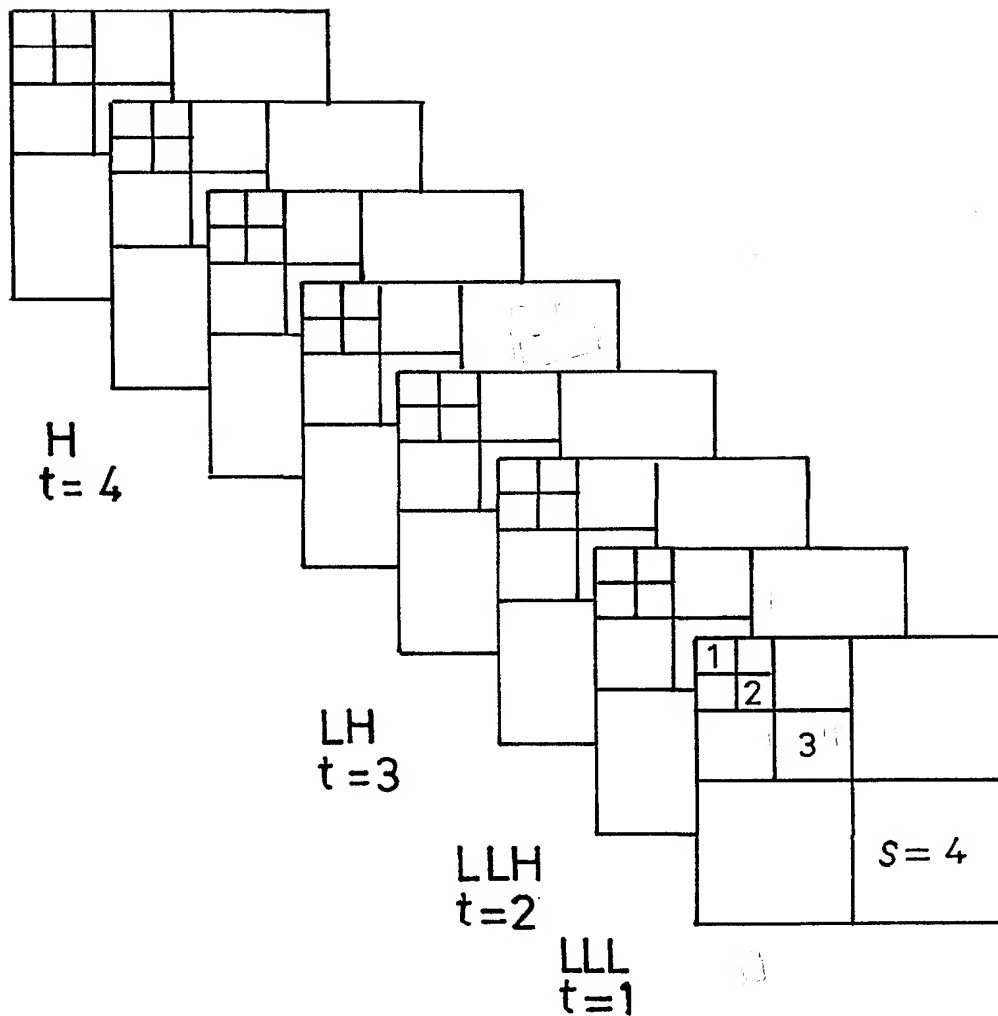 H
t = 4
LH
t = 3
LLH
t=2
LLL
t=1
1
2
3
s = 4